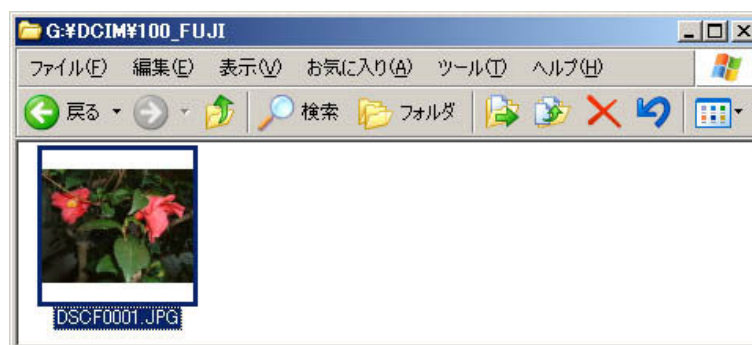 G:¥DCIM¥100_FUJI
ファイル(F) 編集(E) 表示(V) お気に入り(A) ツール(T) ヘルプ(H)
戻る 検索 フォルダ
DSCF0001.JPG